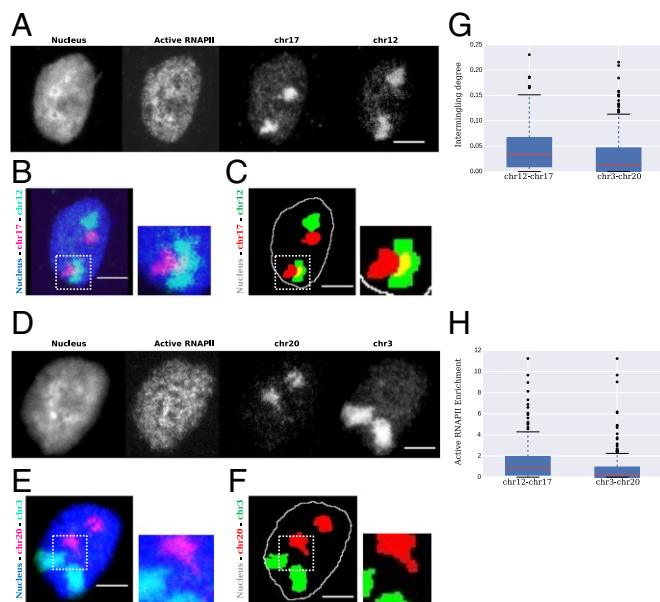 A
Nucleus
Active RNAPII
chr17
chr12
B
Nucleus - chr17 - chr12
C
Nucleus - chr17 - chr12
D
Nucleus
Active RNAPII
chr20
chr3
E
Nucleus - chr20 - chr3
F
Nucleus - chr20 - chr3
G
Intermingling degree
0.25
0.20
0.15
0.10
0.05
0.00
chr12-chr17
chr3-chr20
H
Active RNAPII Enrichment
12
10
8
6
4
2
0
chr12-chr17
chr3-chr20